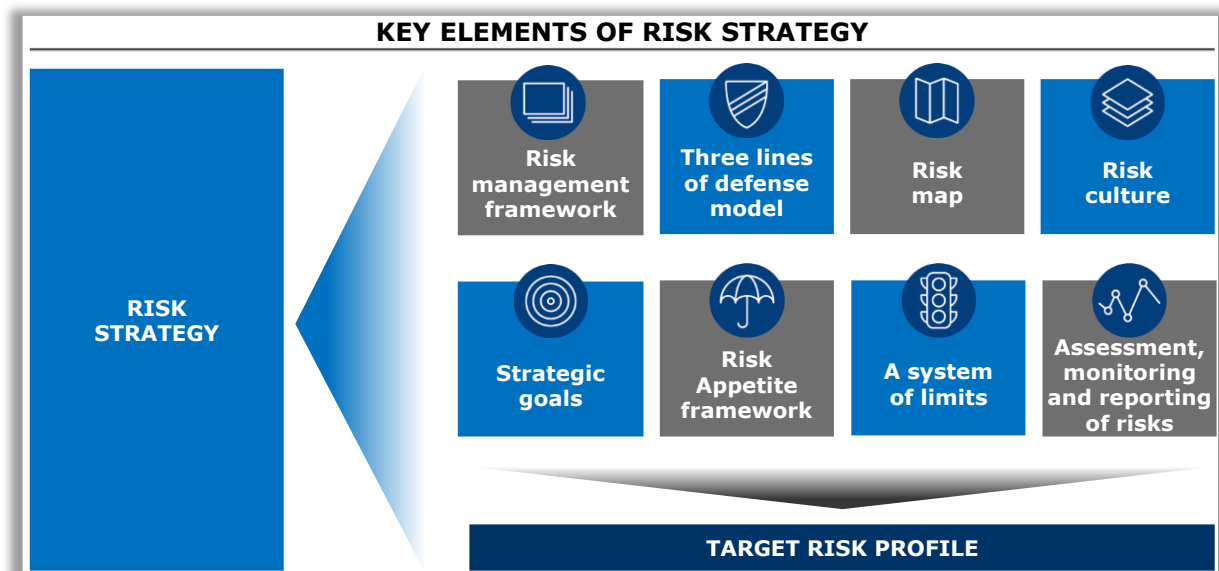 KEY ELEMENTS OF RISK STRATEGY
RISK
STRATEGY
Risk
management
framework
Three lines
of defense
model
Risk
map
Risk
culture
Strategic
goals
Risk
Appetite
framework
A system
of limits
Assessment,
monitoring
and reporting
of risks
TARGET RISK PROFILE